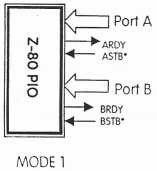 Z-80 PIO
Port A
ARDY
ASTB*
Port B
BRDY
BSTB*
MODE 1